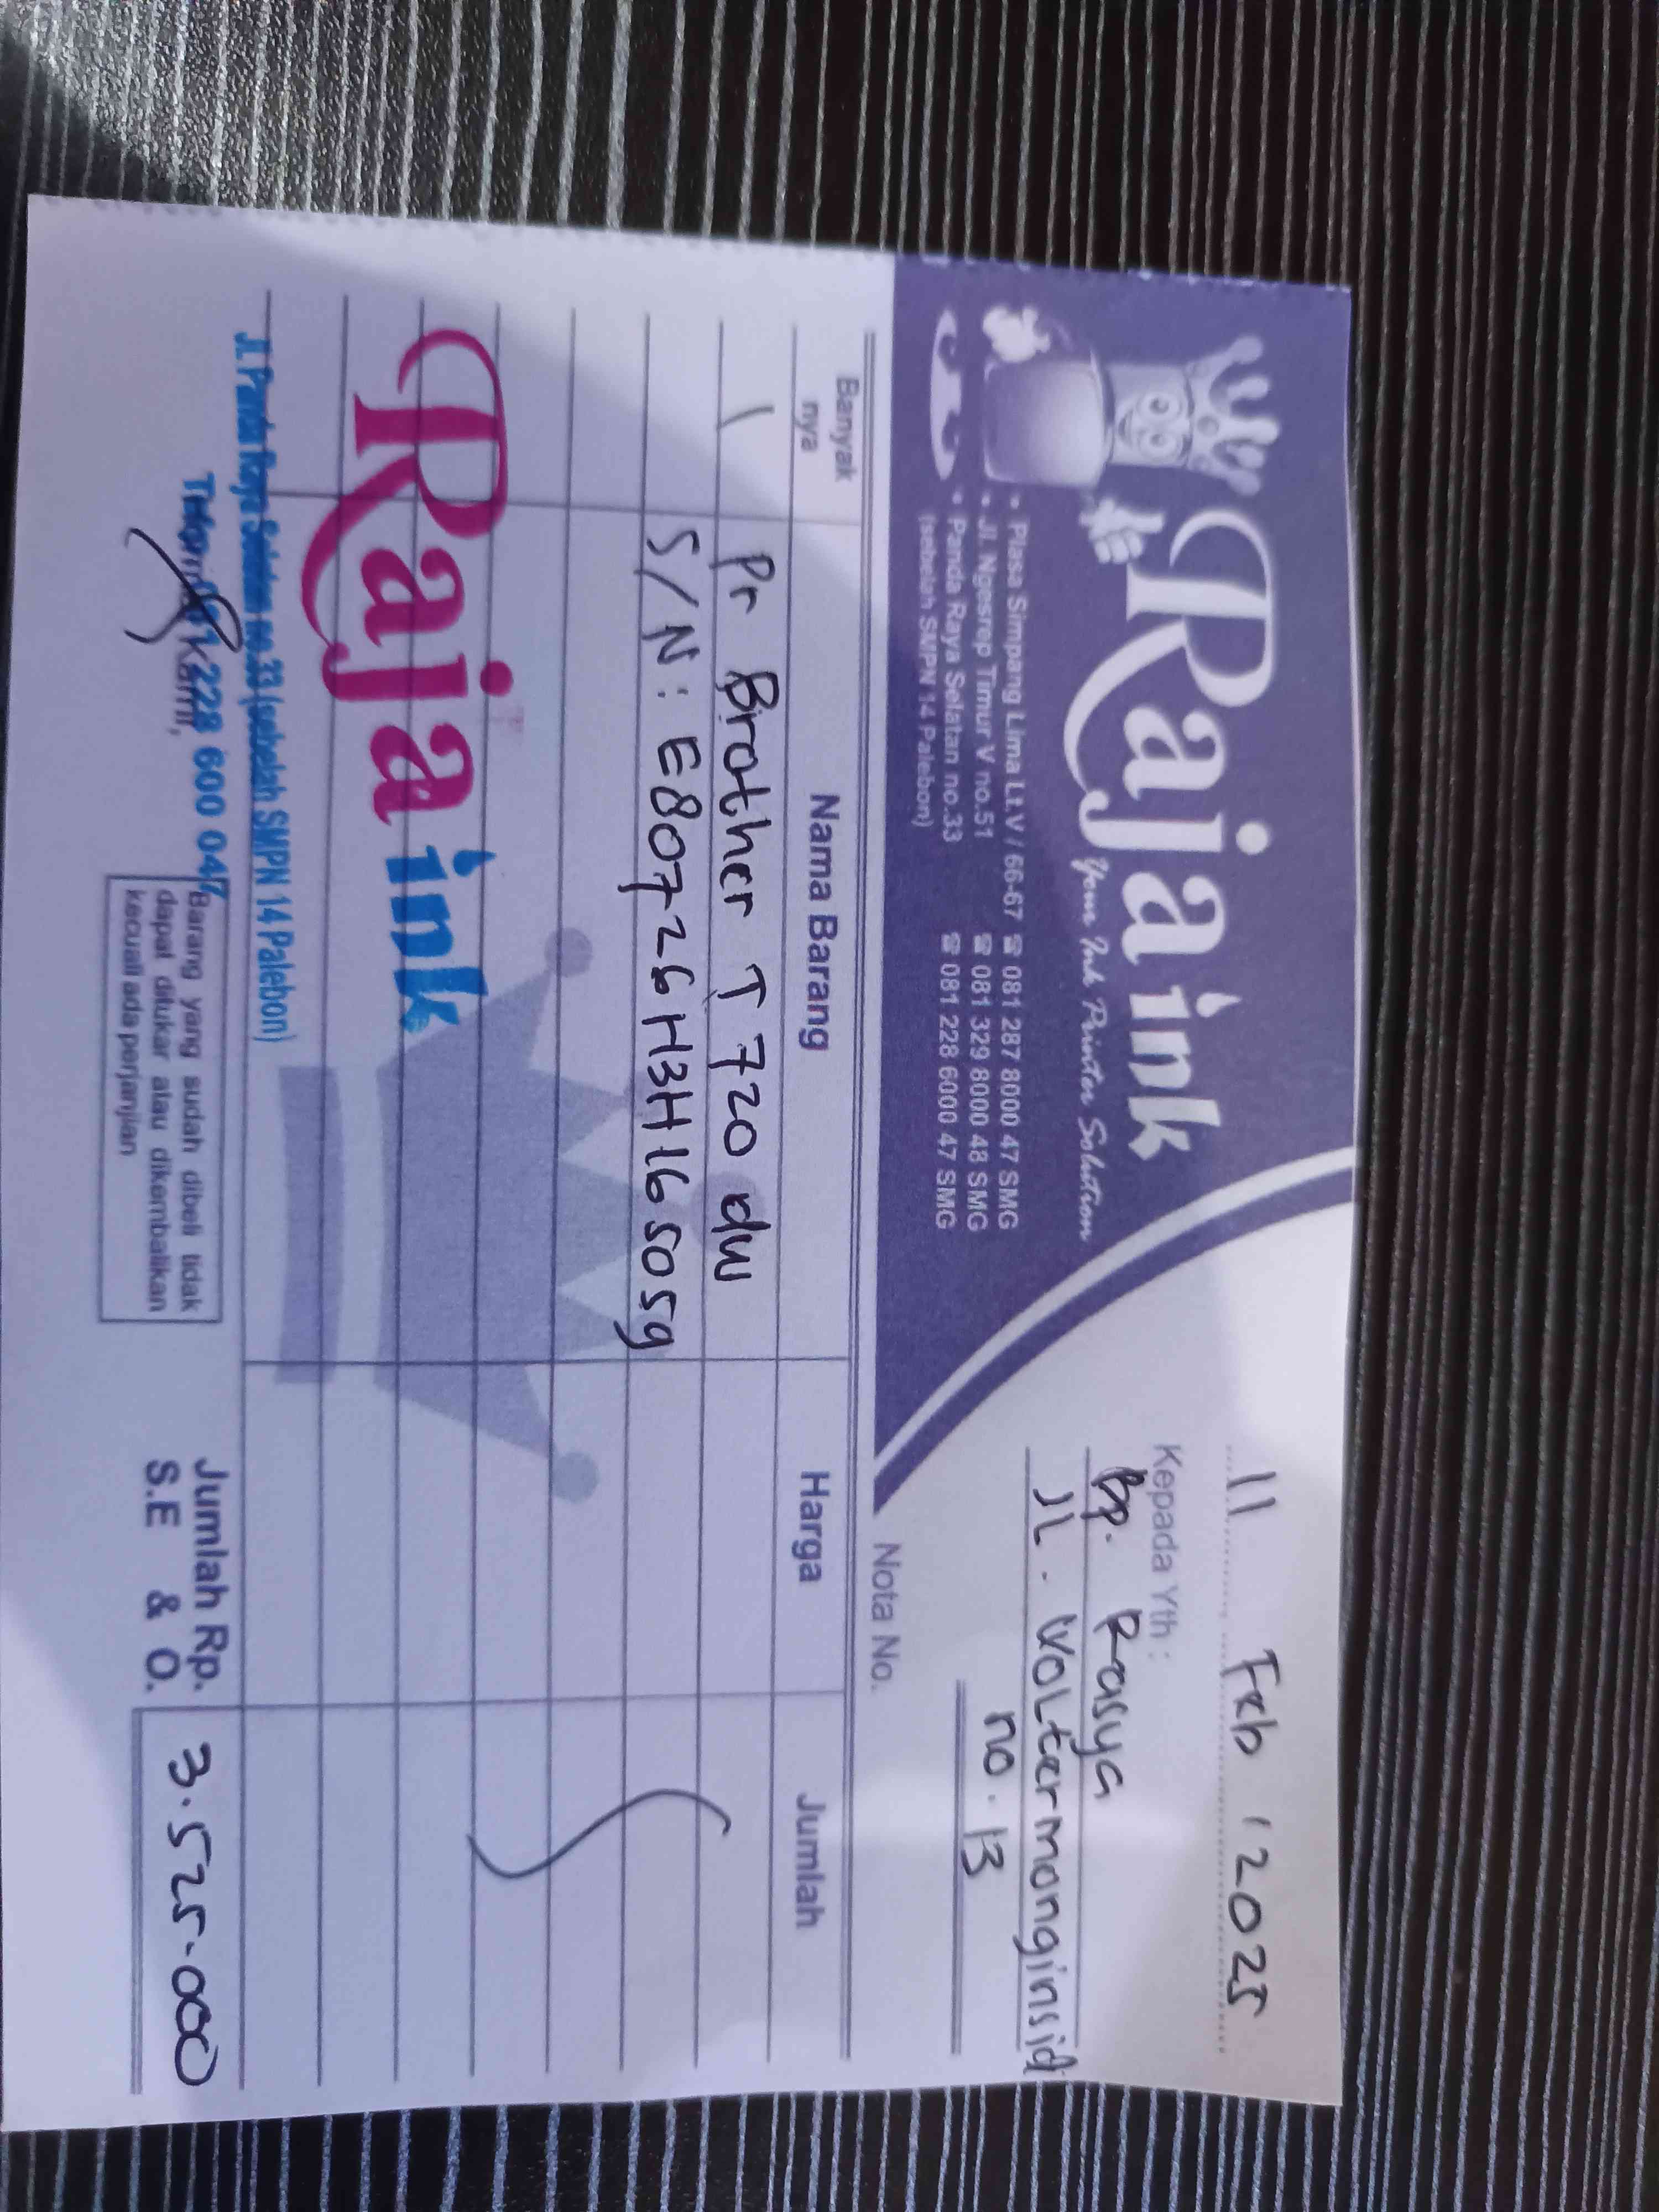 Raja ink
Your Ink Printer Solution
• Plasa Simpang Lima Lt.V / 66-67 ☎ 081 287 8000 47 SMG
• Jl. Ngesrep Timur V no.51 ☎ 081 329 8000 48 SMG
• Panda Raya Selatan no.33 ☎ 081 228 6000 47 SMG
(sebelah SMPN 14 Palebon)
11 Feb / 2025
Kepada Yth :
Bp. Rasya
JL. Woltermonginsidi
no. 13
Nota No.
Banyak nya Nama Barang Harga Jumlah
1 Pr Brother T 720 dw
S/N : E80726H3H165059
Raja ink
Jl. Panda Raya Selatan no.33 (sebelah SMPN 14 Palebon)
228 600 047
Kami,
Barang yang sudah dibeli tidak
dapat ditukar atau dikembalikan
kecuali ada perjanjian
Jumlah Rp. 3.525.000
S.E & O.